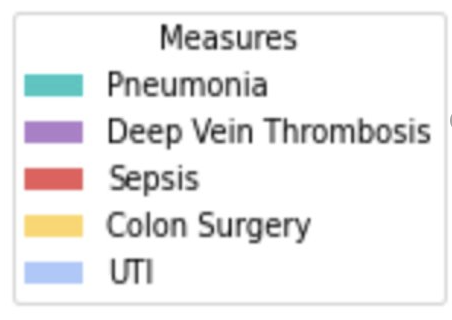 Measures
Pneumonia
Deep Vein Thrombosis
Sepsis
Colon Surgery
UTI